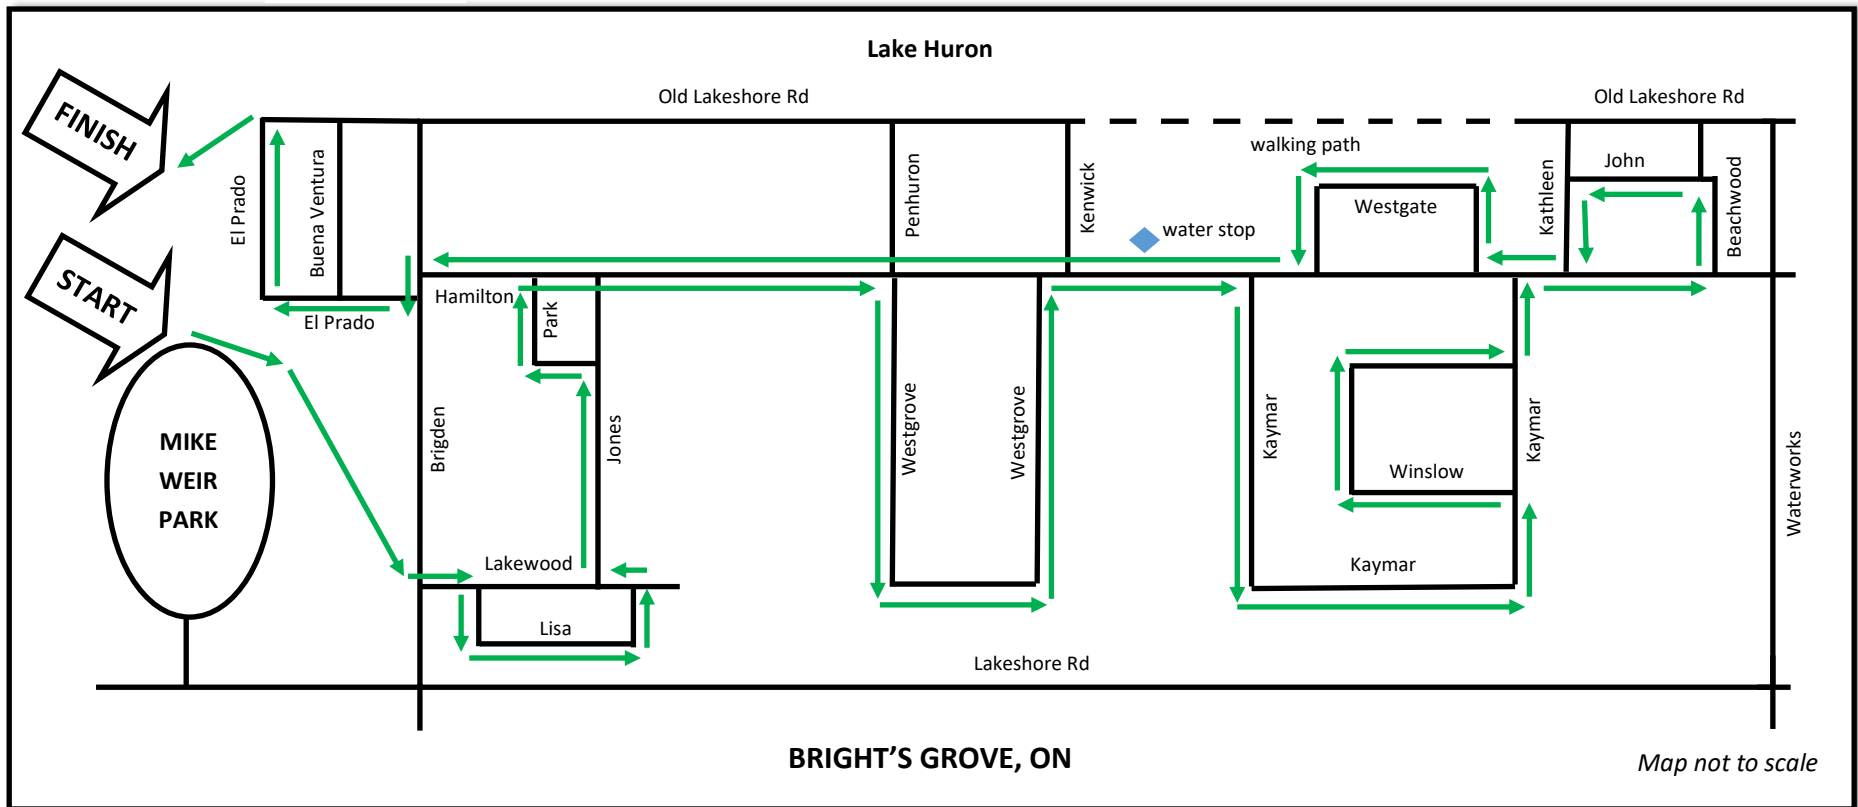 Lake Huron
Old Lakeshore Rd
Old Lakeshore Rd
FINISH
walking path
John
El Prado
Buena Ventura
Penhuron
Kenwick
Westgate
Kathleen
Beachwood
water stop
START
Hamilton
El Prado
Park
MIKE
WEIR
PARK
Brigden
Jones
Westgrove
Westgrove
Kaymar
Winslow
Kaymar
Waterworks
Lakewood
Kaymar
Lisa
Lakeshore Rd
BRIGHT'S GROVE, ON
Map not to scale